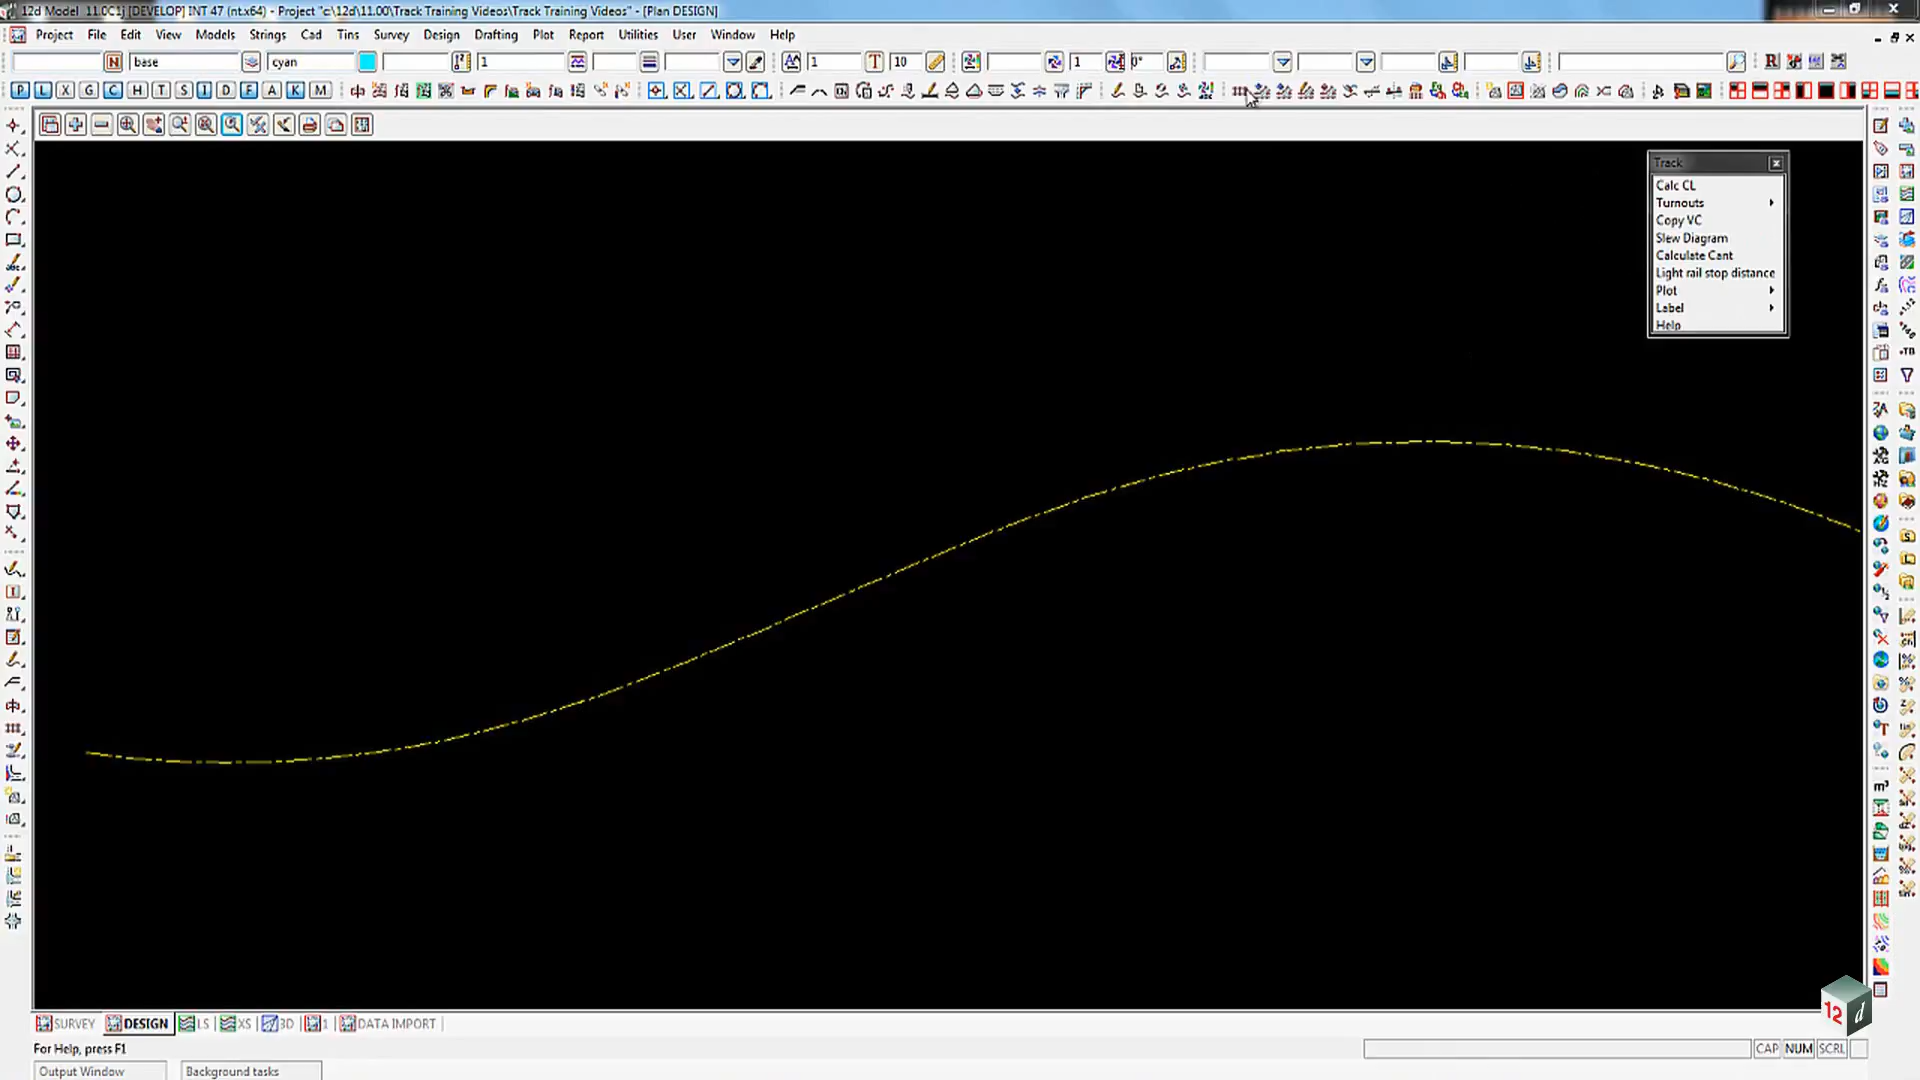 12d Model 11.0C1j [DEVELOP] INT 47 (nt.x64) - Project "c:\12d\11.00\Track Training Videos\Track Training Videos" - [Plan DESIGN]
Project File Edit View Models Strings Cad Tins Survey Design Drafting Plot Report Utilities User Window Help
N base cyan 1 1 T 10 1 0° R
P L X G C H T S I D F A K M
Track
Calc CL
Turnouts
Copy VC
Slew Diagram
Calculate Cant
Light rail stop distance
Plot
Label
Help
12 d
SURVEY DESIGN LS XS 3D 1 DATA IMPORT
For Help, press F1
CAP NUM SCRL
Output Window Background tasks